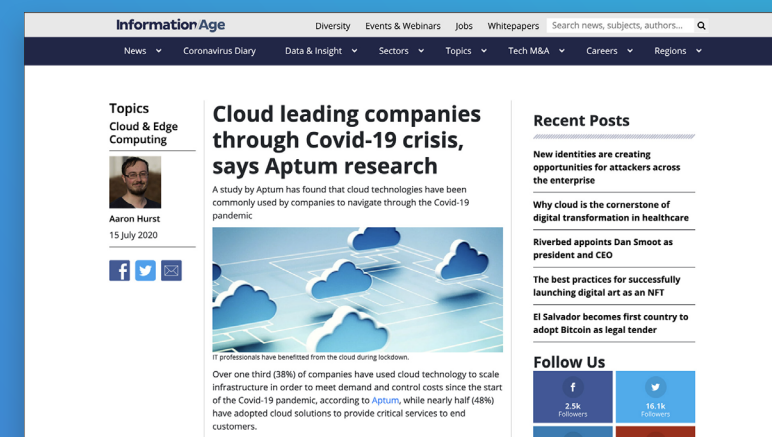 Information Age
Diversity Events & Webinars Jobs Whitepapers Search news, subjects, authors...
News Coronavirus Diary Data & Insight Sectors Topics Tech M&A Careers Regions
Topics
Cloud & Edge
Computing
Aaron Hurst
15 July 2020
Cloud leading companies
through Covid-19 crisis,
says Aptum research
A study by Aptum has found that cloud technologies have been
commonly used by companies to navigate through the Covid-19
pandemic
IT professionals have benefitted from the cloud during lockdown.
Over one third (38%) of companies have used cloud technology to scale
infrastructure in order to meet demand and control costs since the start
of the Covid-19 pandemic, according to Aptum, while nearly half (48%)
have adopted cloud solutions to provide critical services to end
customers.
Recent Posts
New identities are creating
opportunities for attackers across
the enterprise
Why cloud is the cornerstone of
digital transformation in healthcare
Riverbed appoints Dan Smoot as
president and CEO
The best practices for successfully
launching digital art as an NFT
El Salvador becomes first country to
adopt Bitcoin as legal tender
Follow Us
2.5k
Followers
16.1k
Followers